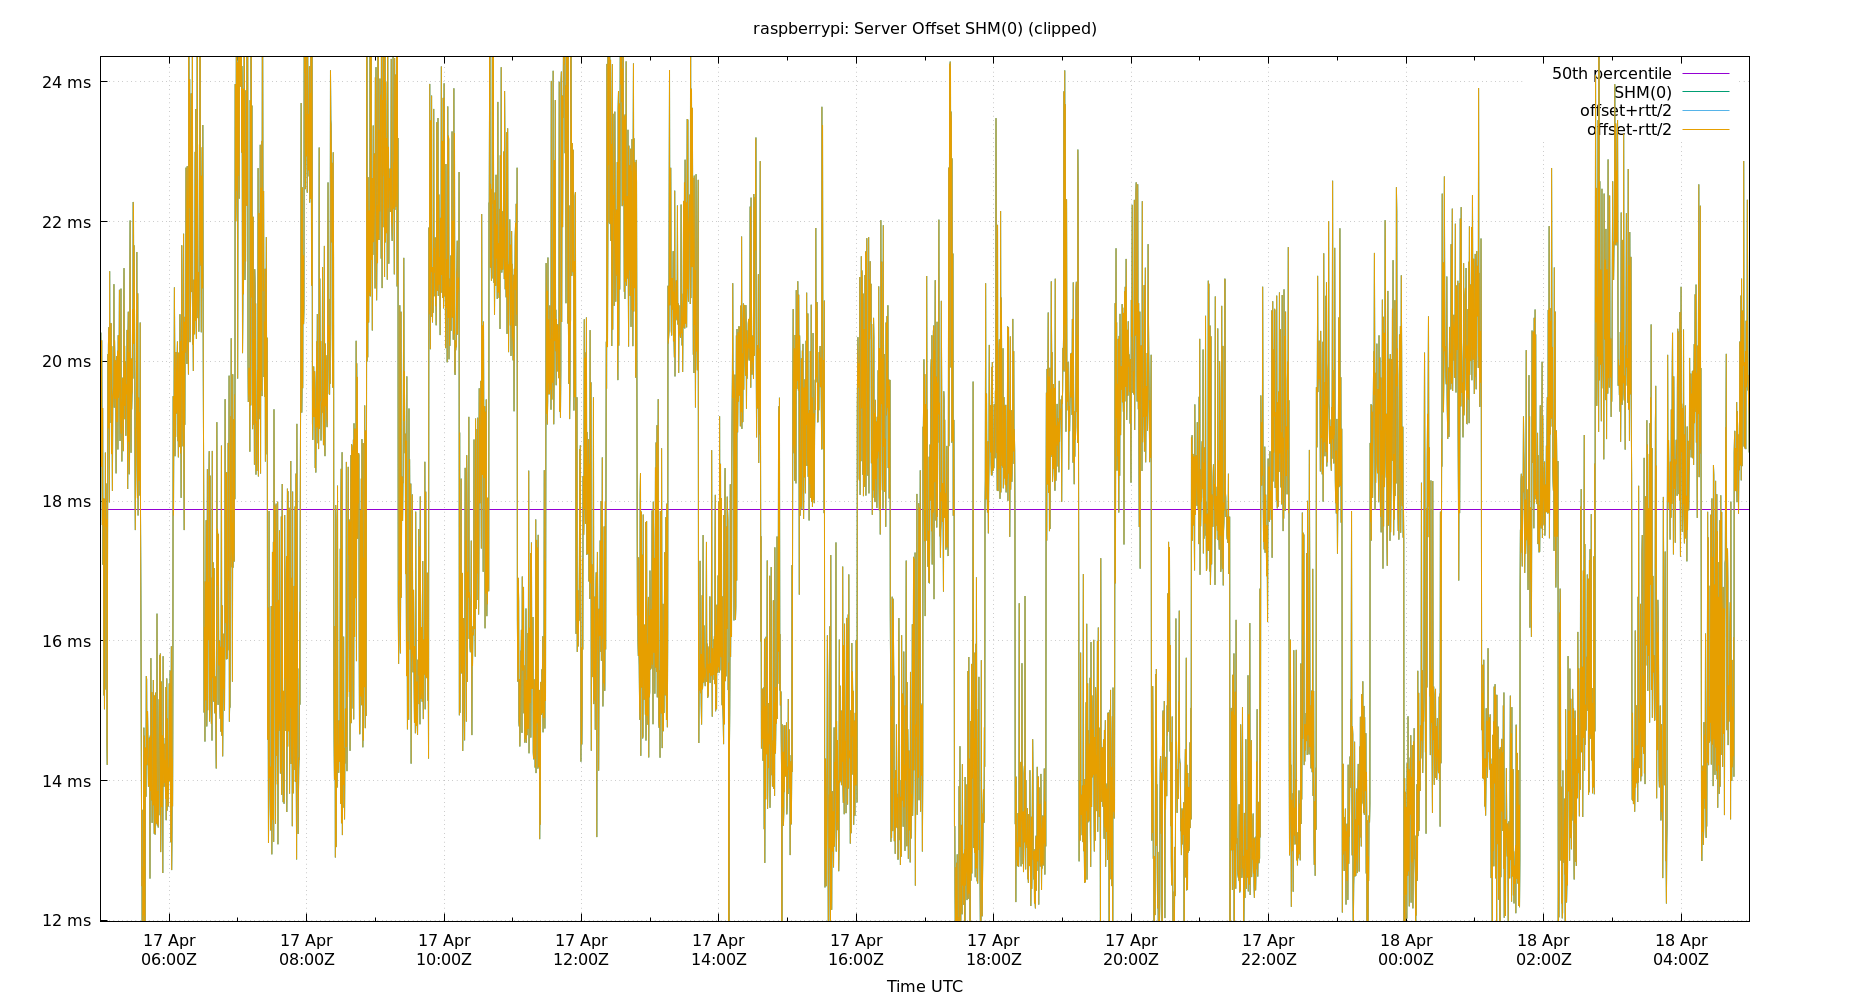 raspberrypi: Server Offset SHM(0) (clipped)
24 ms
22 ms
20 ms
18 ms
16 ms
14 ms
12 ms
50th percentile
SHM(0)
offset+rtt/2
offset-rtt/2
17 Apr 17 Apr 17 Apr 17 Apr 17 Apr 17 Apr 17 Apr 17 Apr 17 Apr 18 Apr 18 Apr 18 Apr
06:00Z 08:00Z 10:00Z 12:00Z 14:00Z 16:00Z 18:00Z 20:00Z 22:00Z 00:00Z 02:00Z 04:00Z
Time UTC